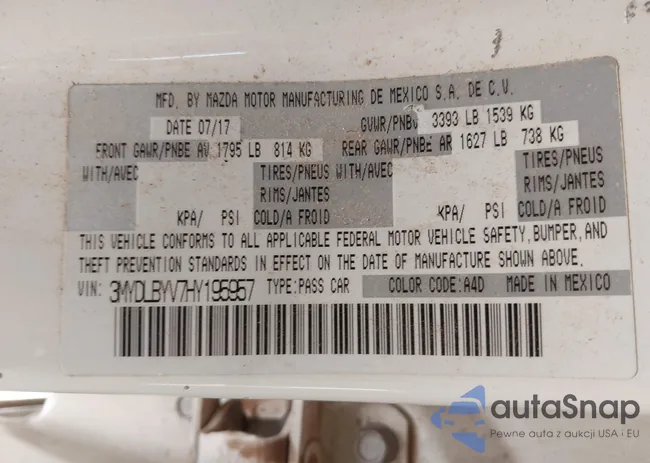 MFD. BY MAZDA MOTOR MANUFACTURING DE MEXICO S.A. DE C.V.
DATE 07/17 GVWR/PNBV 3393 LB 1539 KG
FRONT GAWR/PNBE AV 1795 LB 814 KG REAR GAWR/PNBE AR 1627 LB 738 KG
WITH/AVEC TIRES/PNEUS WITH/AVEC TIRES/PNEUS
RIMS/JANTES RIMS/JANTES
KPA/ PSI COLD/A FROID KPA/ PSI COLD/A FROID
THIS VEHICLE CONFORMS TO ALL APPLICABLE FEDERAL MOTOR VEHICLE SAFETY, BUMPER, AND
THEFT PREVENTION STANDARDS IN EFFECT ON THE DATE OF MANUFACTURE SHOWN ABOVE.
VIN: 3MYDLBYV7HY195957 TYPE: PASS CAR COLOR CODE: A4D MADE IN MEXICO
autaSnap
Pewne auta z aukcji USA i EU